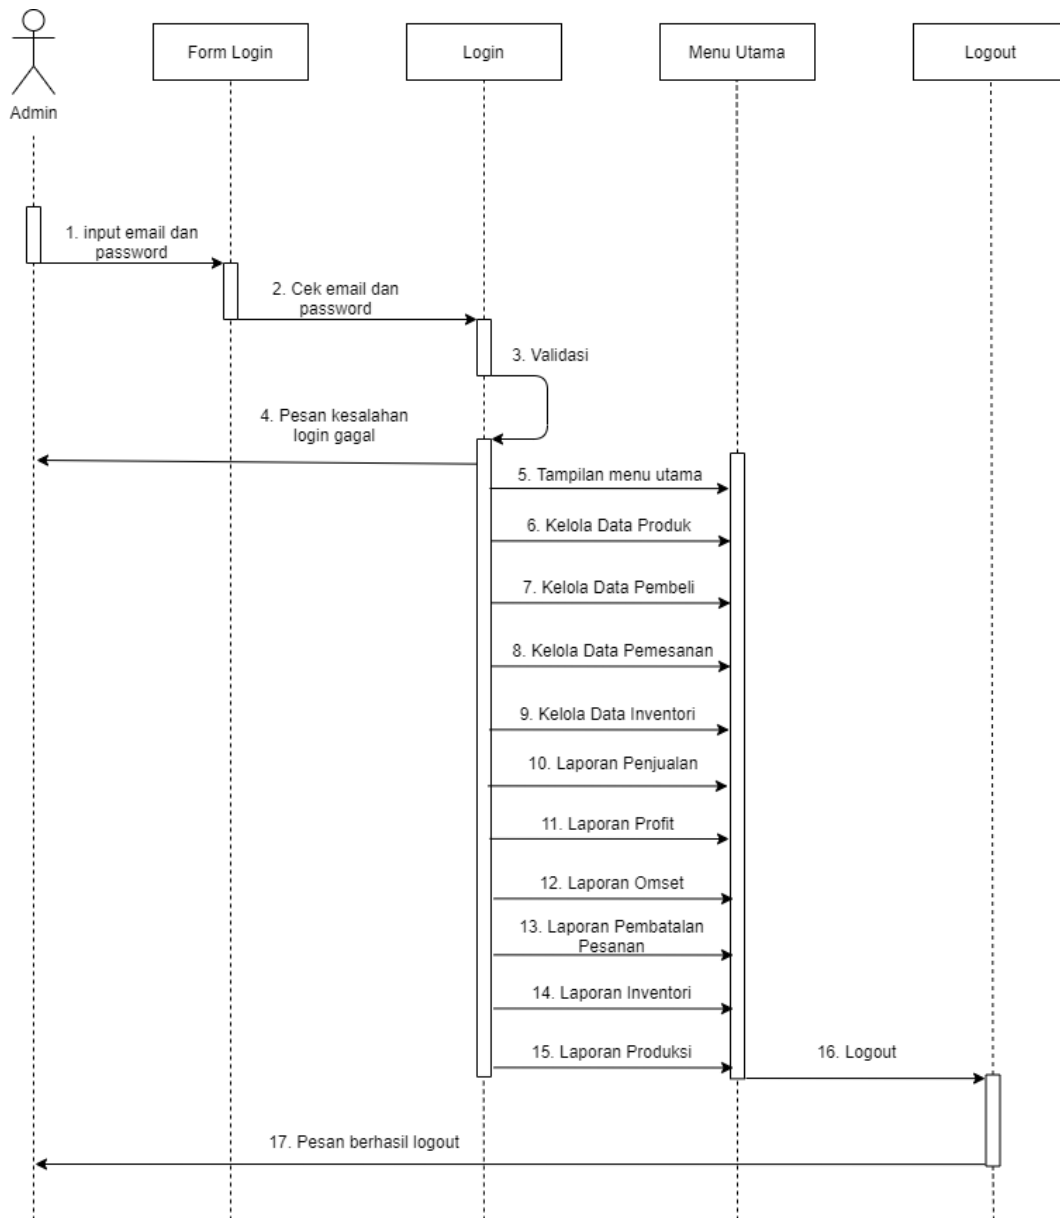 Form Login
Login
Menu Utama
Logout
Admin
1. input email dan
password
2. Cek email dan
password
3. Validasi
4. Pesan kesalahan
login gagal
5. Tampilan menu utama
6. Kelola Data Produk
7. Kelola Data Pembeli
8. Kelola Data Pemesanan
9. Kelola Data Inventori
10. Laporan Penjualan
11. Laporan Profit
12. Laporan Omset
13. Laporan Pembatalan
Pesanan
14. Laporan Inventori
15. Laporan Produksi
16. Logout
17. Pesan berhasil logout